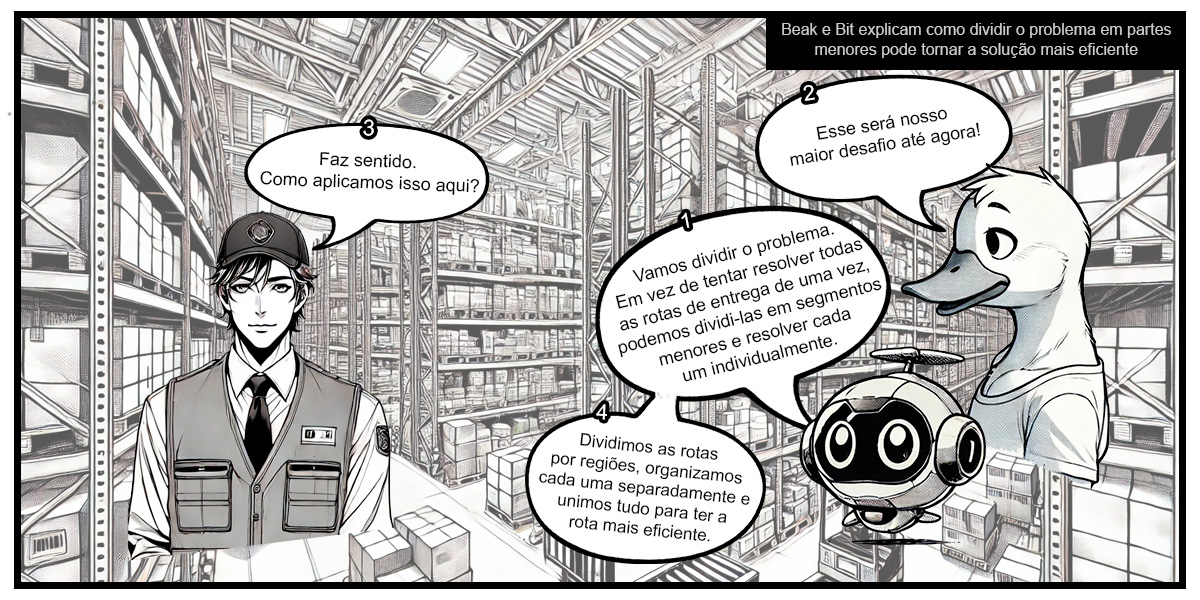 Beak e Bit explicam como dividir o problema em partes
menores pode tornar a solução mais eficiente
1
Vamos dividir o problema.
Em vez de tentar resolver todas
as rotas de entrega de uma vez,
podemos dividi-las em segmentos
menores e resolver cada
um individualmente.
2
Esse será nosso
maior desafio até agora!
3
Faz sentido.
Como aplicamos isso aqui?
4
Dividimos as rotas
por regiões, organizamos
cada uma separadamente e
unimos tudo para ter a
rota mais eficiente.